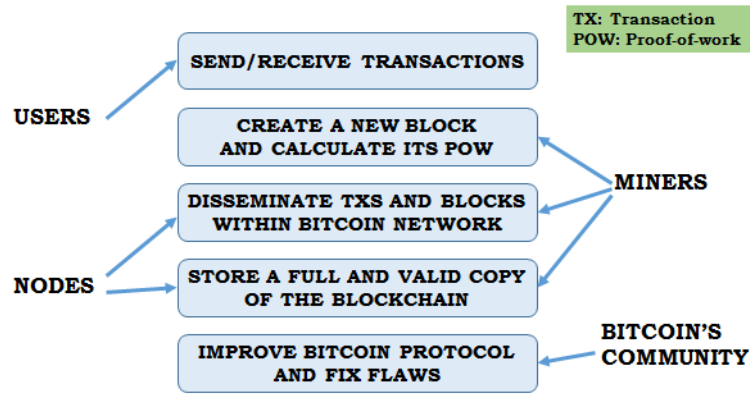 TX: Transaction
POW: Proof-of-work
SEND/RECEIVE TRANSACTIONS
USERS
CREATE A NEW BLOCK
AND CALCULATE ITS POW
MINERS
DISSEMINATE TXS AND BLOCKS
WITHIN BITCOIN NETWORK
NODES
STORE A FULL AND VALID COPY
OF THE BLOCKCHAIN
BITCOIN'S
COMMUNITY
IMPROVE BITCOIN PROTOCOL
AND FIX FLAWS